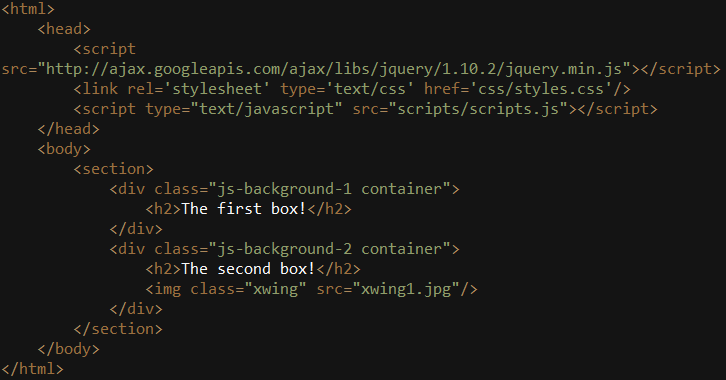 <html>
    <head>
        <script
src="http://ajax.googleapis.com/ajax/libs/jquery/1.10.2/jquery.min.js"></script>
        <link rel='stylesheet' type='text/css' href='css/styles.css'/>
        <script type="text/javascript" src="scripts/scripts.js"></script>
    </head>
    <body>
        <section>
            <div class="js-background-1 container">
                <h2>The first box!</h2>
            </div>
            <div class="js-background-2 container">
                <h2>The second box!</h2>
                <img class="xwing" src="xwing1.jpg"/>
            </div>
        </section>
    </body>
</html>